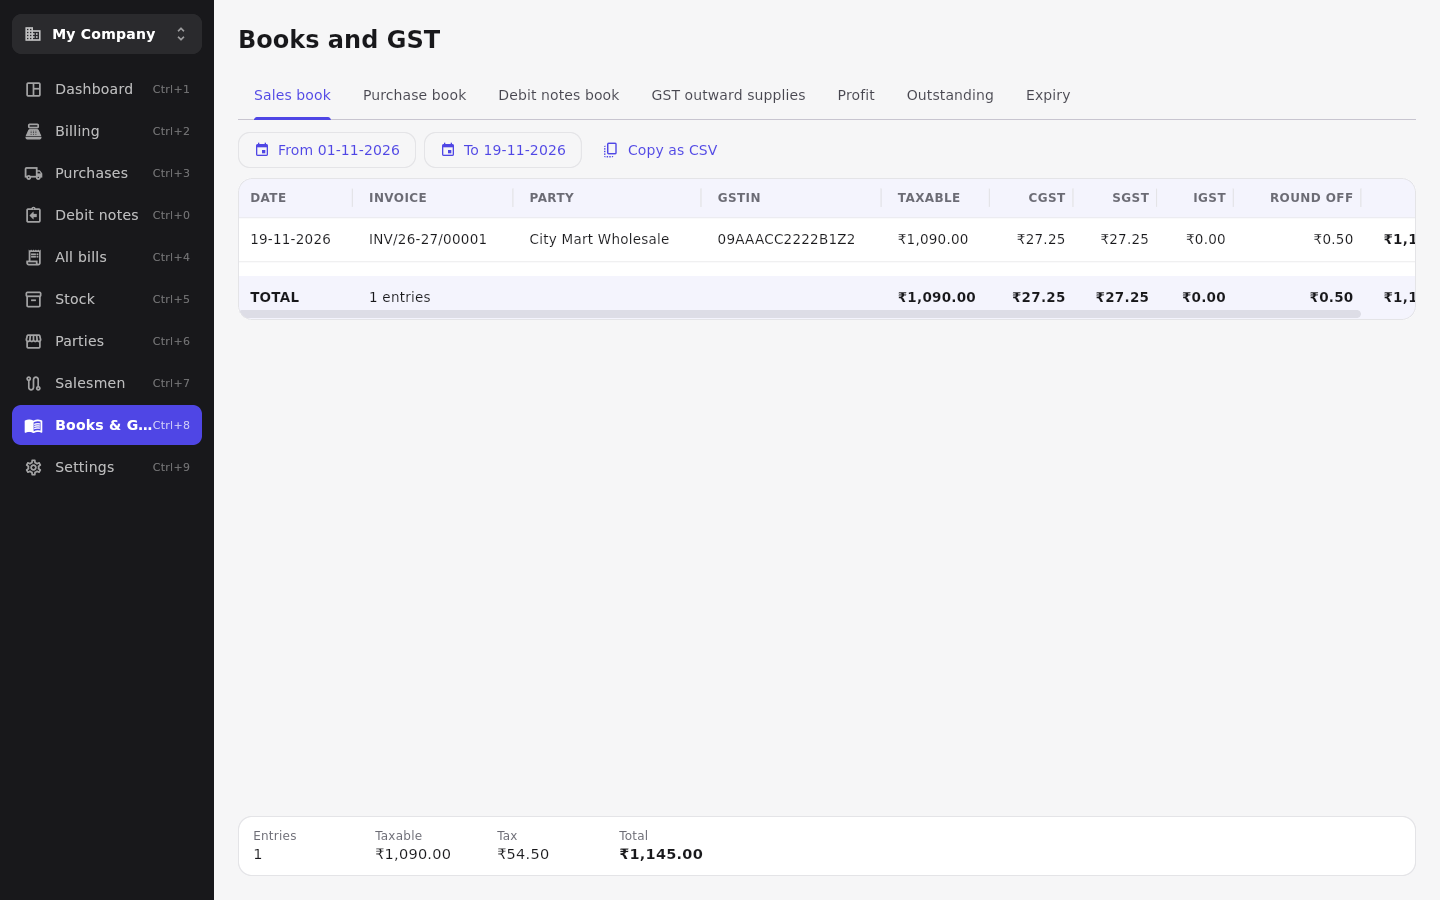 My Company
Dashboard Ctrl+1
Billing Ctrl+2
Purchases Ctrl+3
Debit notes Ctrl+0
All bills Ctrl+4
Stock Ctrl+5
Parties Ctrl+6
Salesmen Ctrl+7
Books & G... Ctrl+8
Settings Ctrl+9
Books and GST
Sales book Purchase book Debit notes book GST outward supplies Profit Outstanding Expiry
From 01-11-2026 To 19-11-2026 Copy as CSV
DATE INVOICE PARTY GSTIN TAXABLE CGST SGST IGST ROUND OFF
19-11-2026 INV/26-27/00001 City Mart Wholesale 09AAACC2222B1Z2 ₹1,090.00 ₹27.25 ₹27.25 ₹0.00 ₹0.50 ₹1,1
TOTAL 1 entries ₹1,090.00 ₹27.25 ₹27.25 ₹0.00 ₹0.50 ₹1,1
Entries Taxable Tax Total
1 ₹1,090.00 ₹54.50 ₹1,145.00